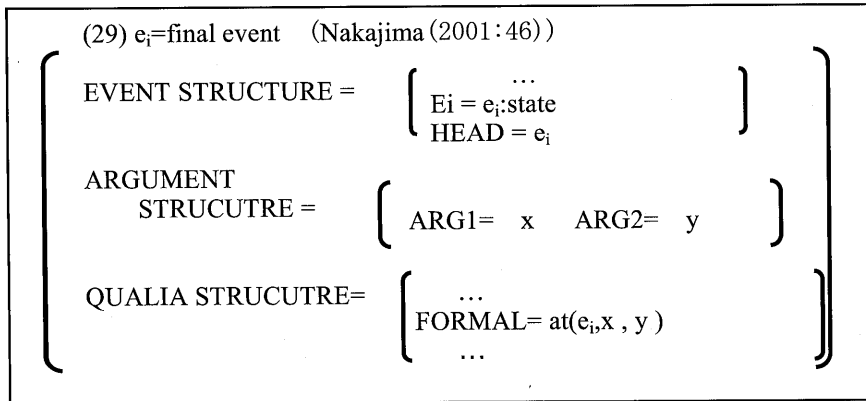 (29) eᵢ=final event （Nakajima（2001：46））
…
EVENT STRUCTURE =
Ei = eᵢ:state
HEAD = eᵢ
ARGUMENT
STRUCUTRE =
ARG1= x ARG2= y
QUALIA STRUCUTRE=
…
FORMAL= at(eᵢ,x , y )
…